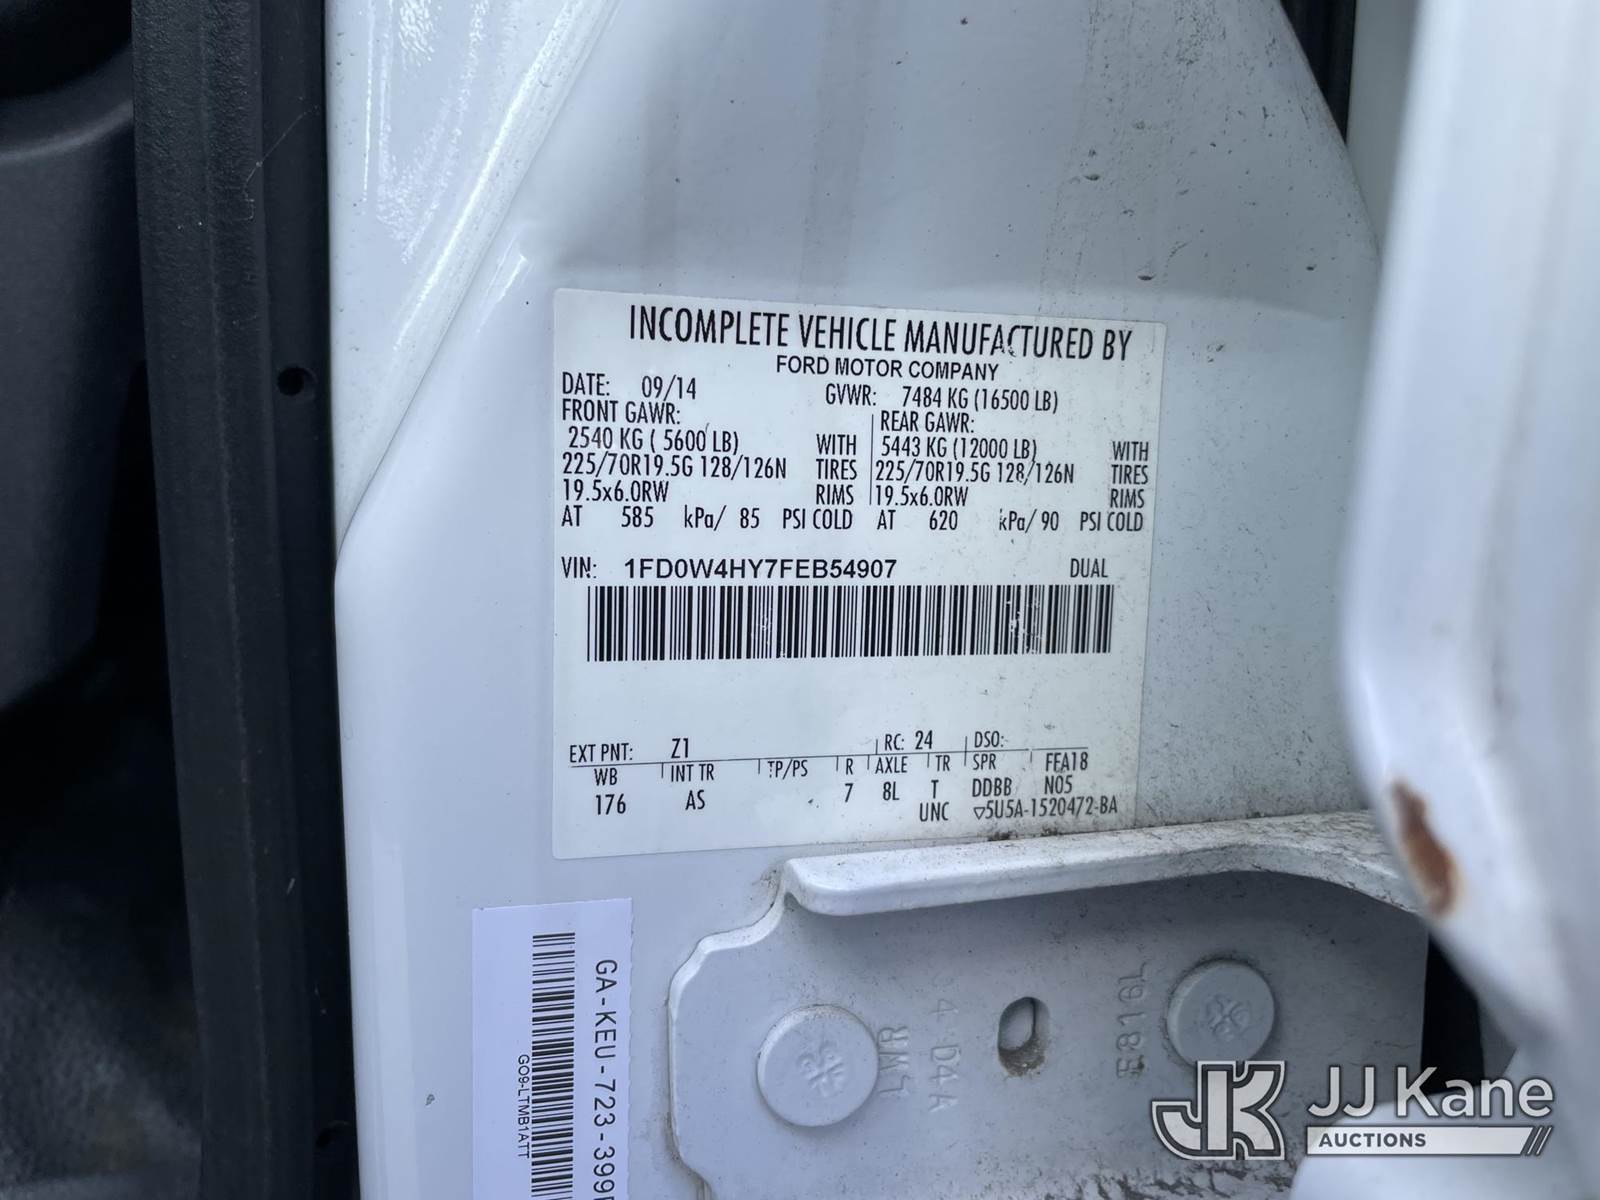 INCOMPLETE VEHICLE MANUFACTURED BY
FORD MOTOR COMPANY
DATE: 09/14 GVWR: 7484 KG (16500 LB)
FRONT GAWR: REAR GAWR:
2540 KG ( 5600 LB) WITH 5443 KG (12000 LB) WITH
225/70R19.5G 128/126N TIRES 225/70R19.5G 128/126N TIRES
19.5x6.0RW RIMS 19.5x6.0RW RIMS
AT 585 kPa/ 85 PSI COLD AT 620 kPa/ 90 PSI COLD
VIN: 1FD0W4HY7FEB54907 DUAL
EXT PNT: Z1 RC: 24 DSO:
WB INT TR TP/PS R AXLE TR SPR FFA18
176 AS 7 8L T DDBB N05
UNC ▽5U5A-1520472-BA
GA-KEU-723-399
GO9-LTMB1ATT
D4A
5816L
JK JJ Kane
AUCTIONS